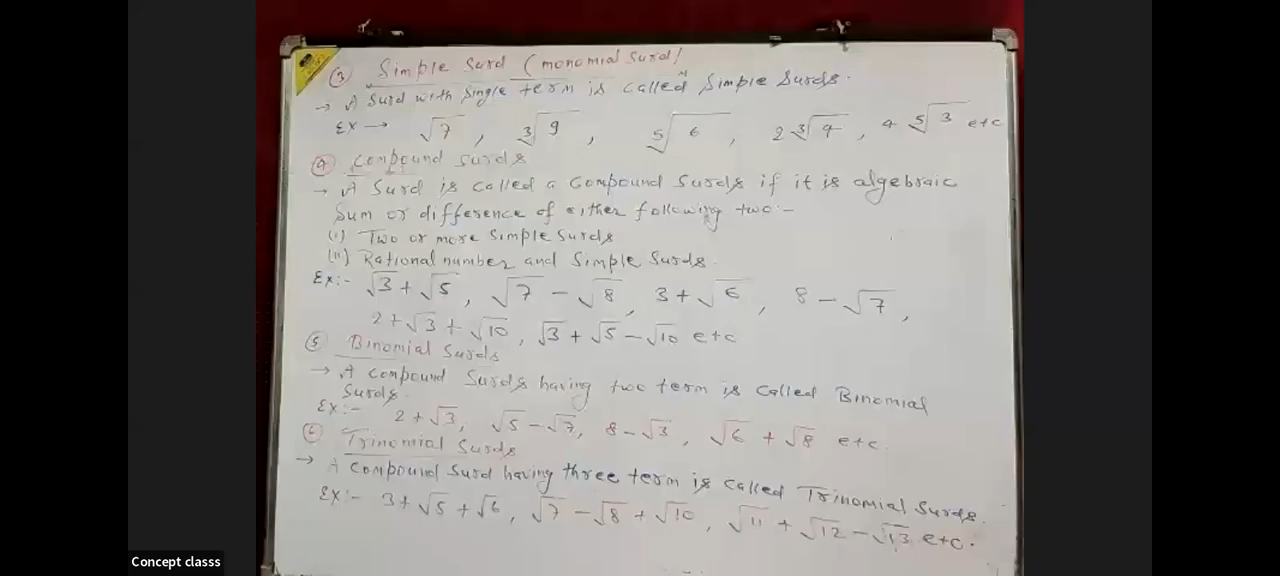 ③ Simple Surd (monomial Surd)
→ A Surd with Single term is called Simple Surds.
Ex → √7, ∛9, ⁵√6, 2∛4, 4⁵√3 etc
④ Compound Surds
→ A Surd is called a Compound Surds if it is algebraic
Sum or difference of either following two:-
(i) Two or more Simple Surds
(ii) Rational number and Simple Surds.
Ex:- √3 + √5, √7 - √8, 3 + √6, 8 - √7,
2 + √3 + √10, √3 + √5 - √10 etc
⑤ Binomial Surds
→ A compound Surds having two term is called Binomial
Surds.
Ex:- 2 + √3, √5 - √7, 8 - √3, √6 + √8 etc.
⑥ Trinomial Surds
→ A compound Surd having three term is called Trinomial Surds.
Ex:- 3 + √5 + √6, √7 - √8 + √10, √11 + √12 - √13 etc.
Concept classs